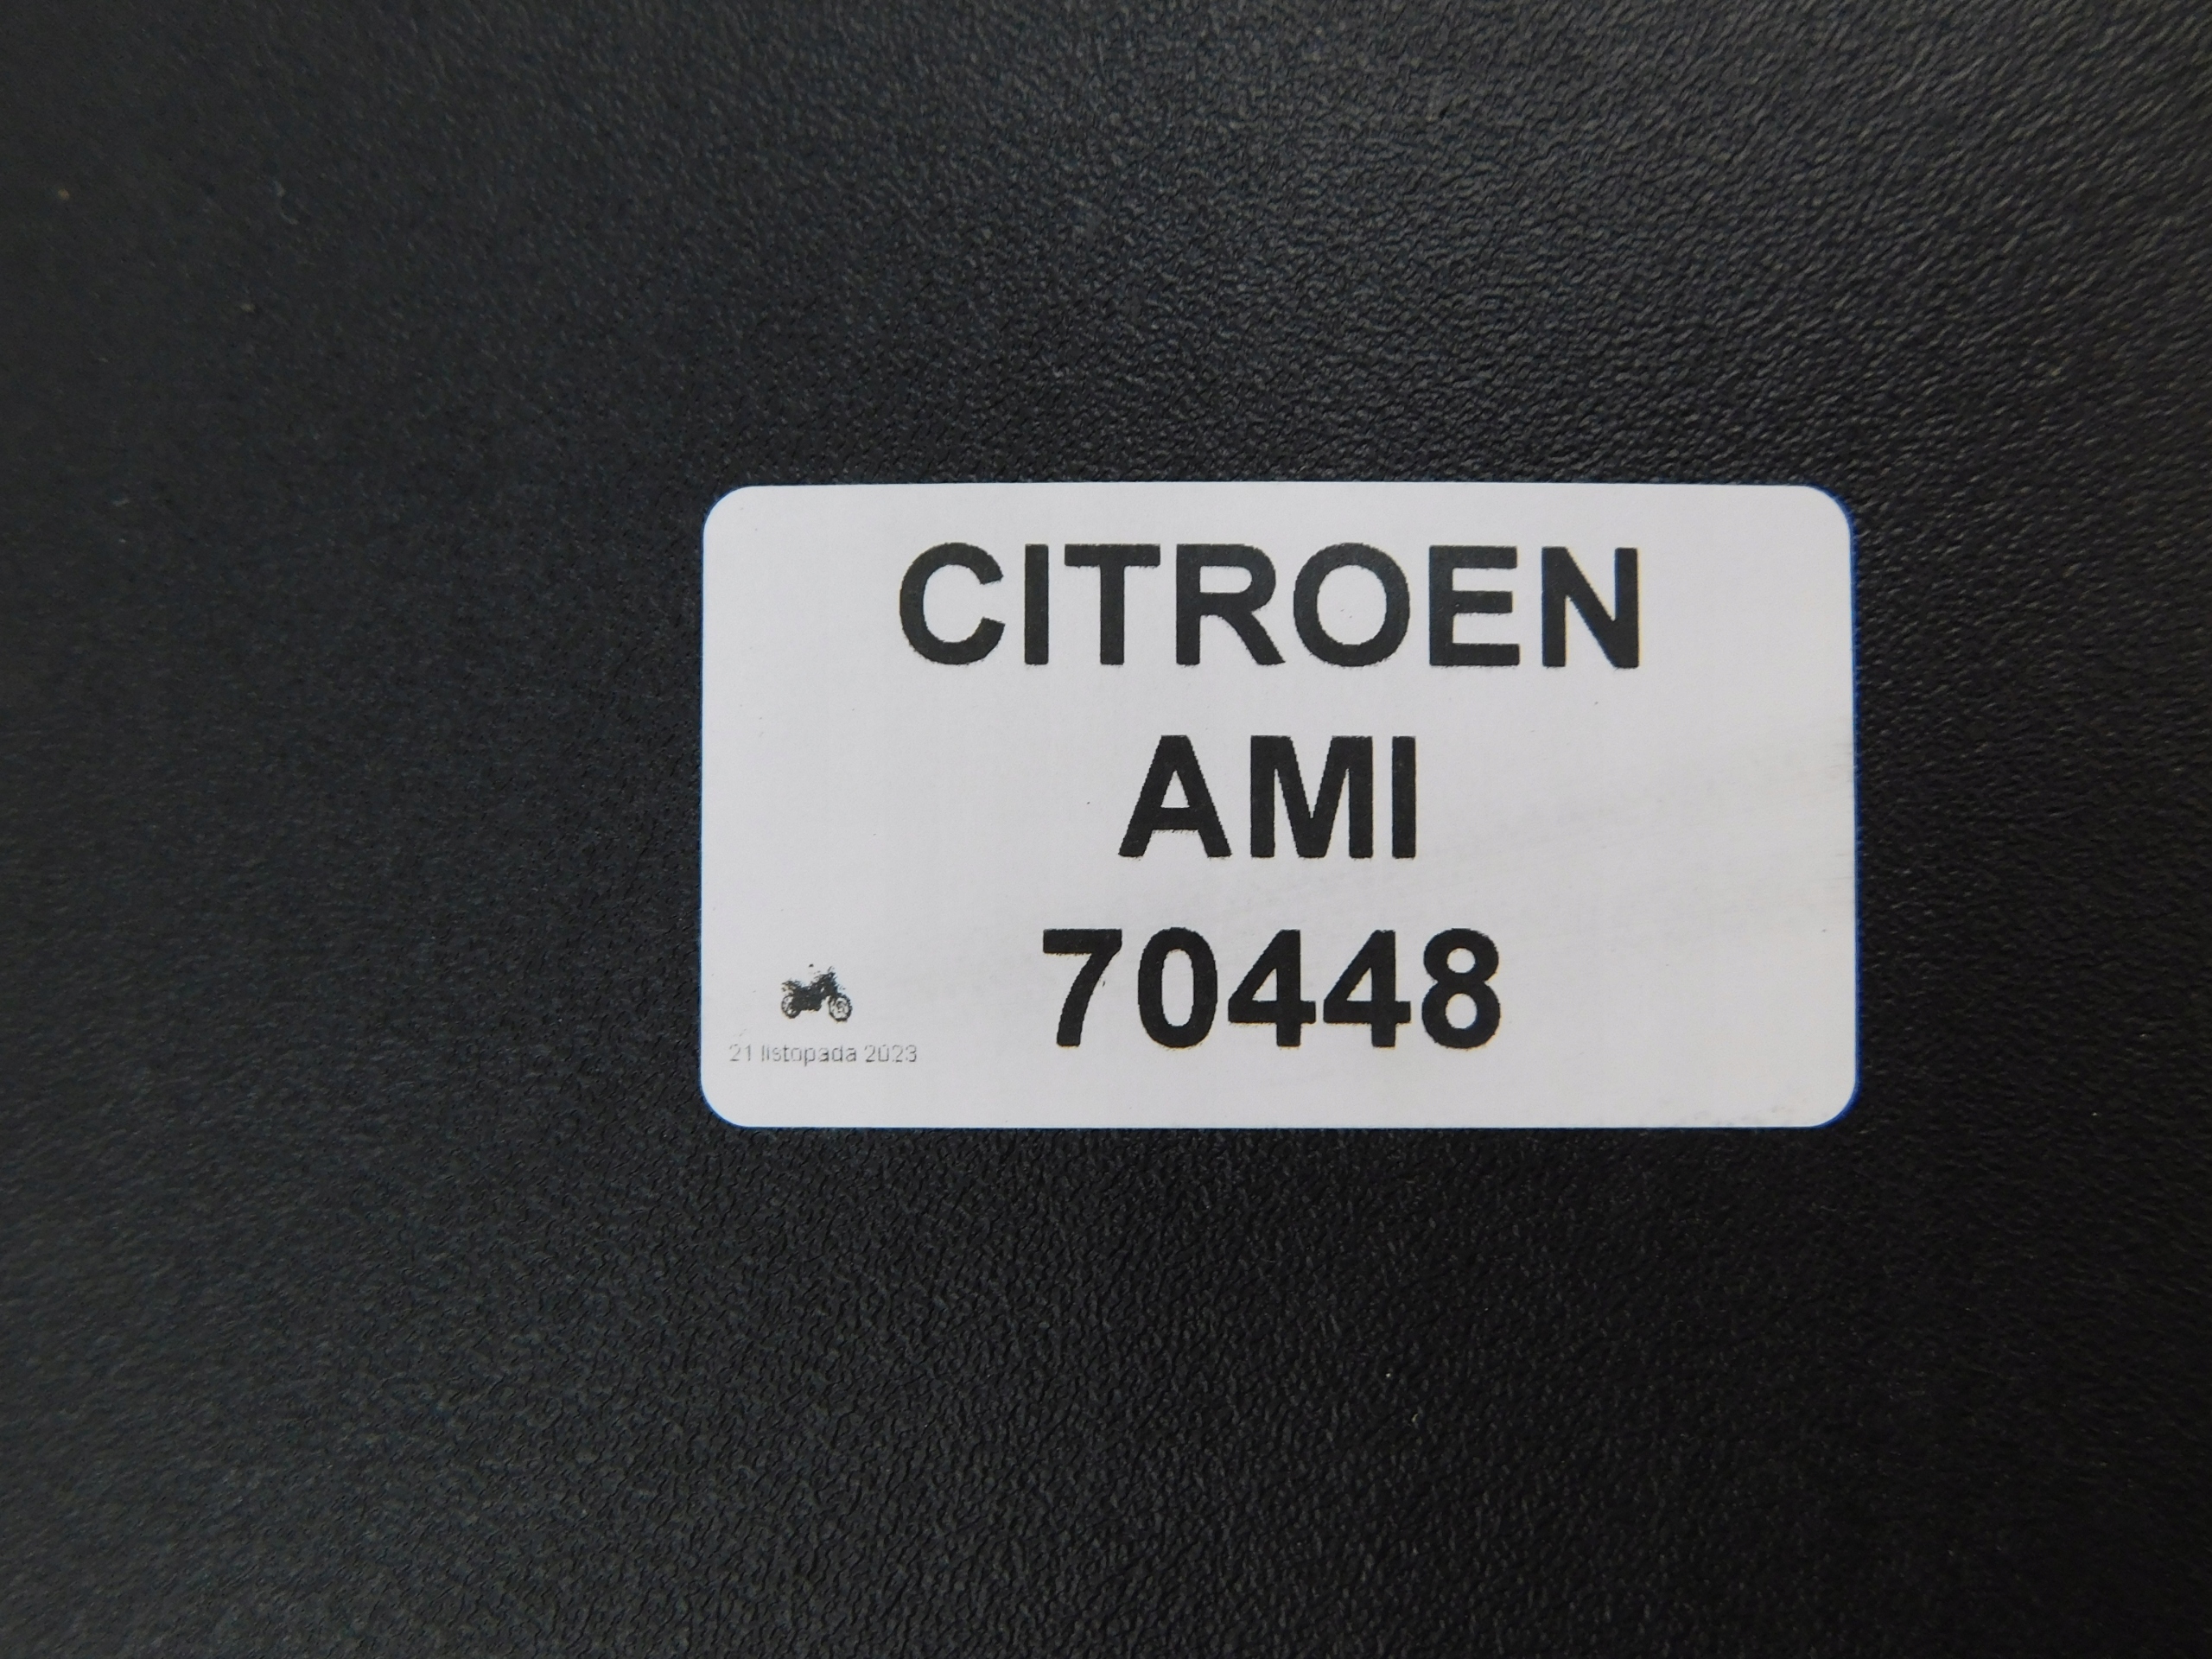 CITROEN
AMI
70448
21 listopada 2023